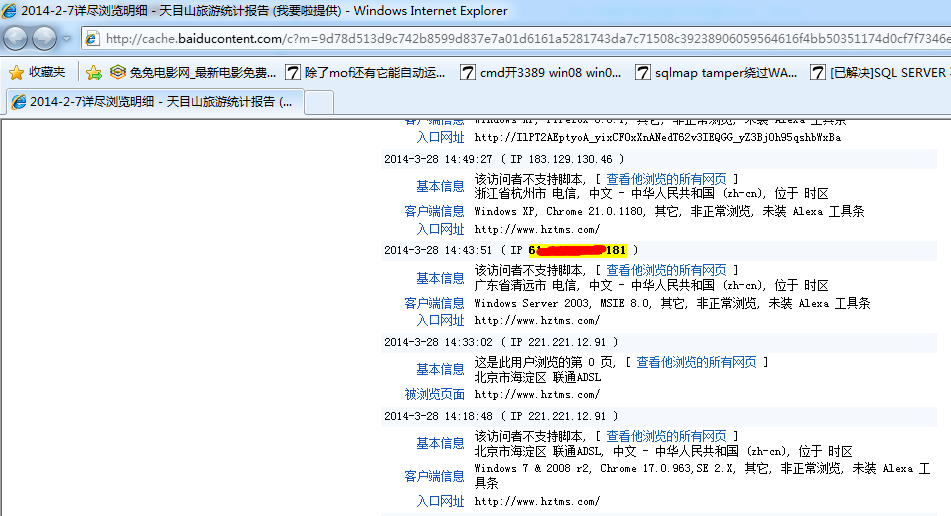 2014-2-7详尽浏览明细 - 天目山旅游统计报告 (我要啦提供) - Windows Internet Explorer
http://cache.baiducontent.com/c?m=9d78d513d9c742b8599d837e7a01d6161a5281743da7c71508c39238906059564616f4bb50351174d0cf7f7346e
收藏夹 兔兔电影网_最新电影免费... 除了mof还有它能自动运... cmd开3389 win08 win0... sqlmap tamper绕过WA... [已解决]SQL SERVER
2014-2-7详尽浏览明细 - 天目山旅游统计报告 (...
入口网址 http://IlPT2AEptyoA_yixCFOxXnANedT62v3IEQGG_yZ3BjOh95qshbWxBa
2014-3-28 14:49:27 ( IP 183.129.130.46 )
基本信息 该访问者不支持脚本, [ 查看他浏览的所有网页 ]
浙江省杭州市 电信, 中文 - 中华人民共和国 (zh-cn), 位于 时区
客户端信息 Windows XP, Chrome 21.0.1180, 其它, 非正常浏览, 未装 Alexa 工具条
入口网址 http://www.hztms.com/
2014-3-28 14:43:51 ( IP 181 )
基本信息 该访问者不支持脚本, [ 查看他浏览的所有网页 ]
广东省清远市 电信, 中文 - 中华人民共和国 (zh-cn), 位于 时区
客户端信息 Windows Server 2003, MSIE 8.0, 其它, 非正常浏览, 未装 Alexa 工具条
入口网址 http://www.hztms.com/
2014-3-28 14:33:02 ( IP 221.221.12.91 )
基本信息 这是此用户浏览的第 0 页, [ 查看他浏览的所有网页 ]
北京市海淀区 联通ADSL
被浏览页面 http://www.hztms.com/
2014-3-28 14:18:48 ( IP 221.221.12.91 )
基本信息 该访问者不支持脚本, [ 查看他浏览的所有网页 ]
北京市海淀区 联通ADSL, 中文 - 中华人民共和国 (zh-cn), 位于 时区
客户端信息 Windows 7 & 2008 r2, Chrome 17.0.963,SE 2.X, 其它, 非正常浏览, 未装 Alexa 工
具条
入口网址 http://www.hztms.com/